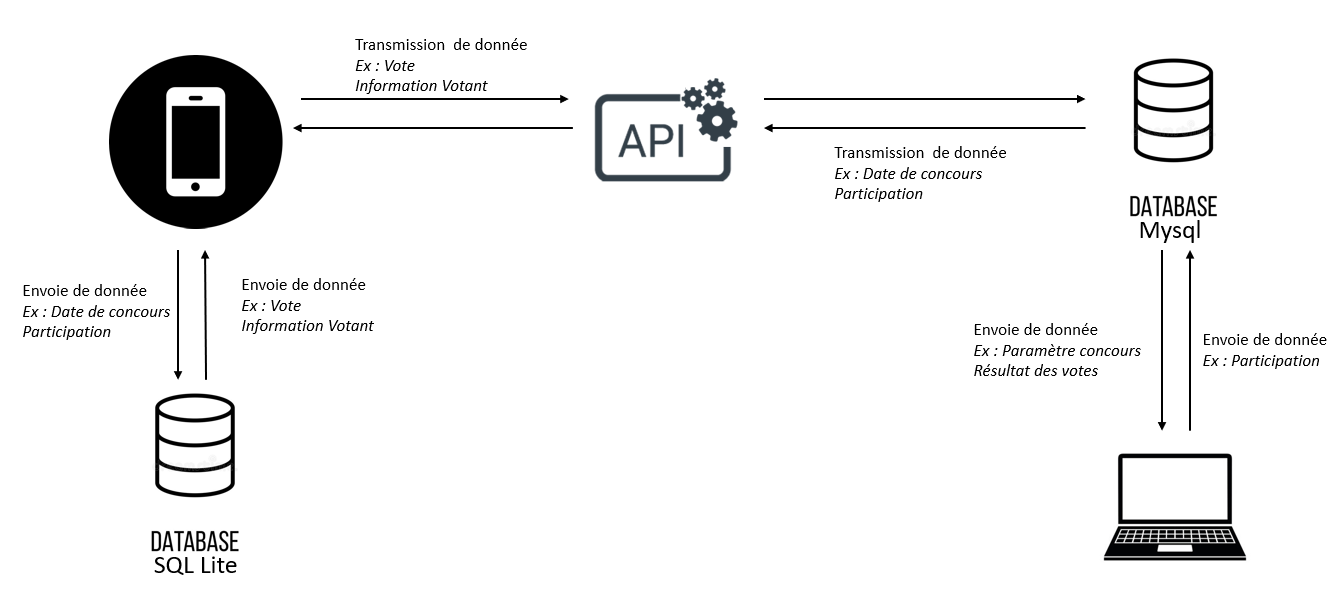 Transmission de donnée
Ex : Vote
Information Votant
API
Transmission de donnée
Ex : Date de concours
Participation
DATABASE
Mysql
Envoie de donnée
Ex : Date de concours
Participation
Envoie de donnée
Ex : Vote
Information Votant
Envoie de donnée
Ex : Paramètre concours
Résultat des votes
Envoie de donnée
Ex : Participation
DATABASE
SQL Lite